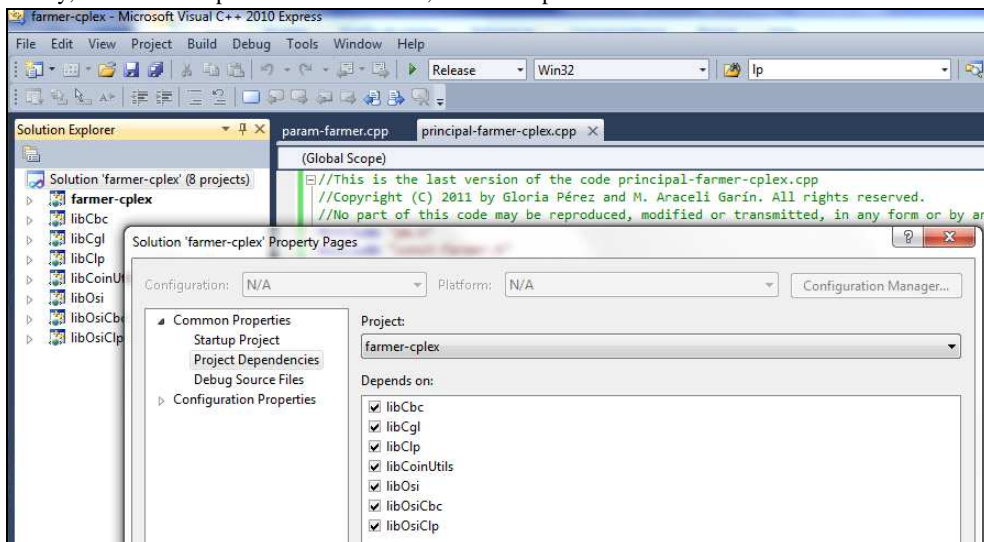 farmer-cplex - Microsoft Visual C++ 2010 Express
File Edit View Project Build Debug Tools Window Help
Release Win32 lp
Solution Explorer
param-farmer.cpp principal-farmer-cplex.cpp
(Global Scope)
Solution 'farmer-cplex' (8 projects)
farmer-cplex
libCbc
libCgl
libClp
libCoinUt
libOsi
libOsiCbc
libOsiClp
//This is the last version of the code principal-farmer-cplex.cpp
//Copyright (C) 2011 by Gloria Pérez and M. Araceli Garín. All rights reserved.
//No part of this code may be reproduced, modified or transmitted, in any form or by an
Solution 'farmer-cplex' Property Pages
Configuration: N/A Platform: N/A Configuration Manager...
Common Properties
Startup Project
Project Dependencies
Debug Source Files
Configuration Properties
Project:
farmer-cplex
Depends on:
libCbc
libCgl
libClp
libCoinUtils
libOsi
libOsiCbc
libOsiClp